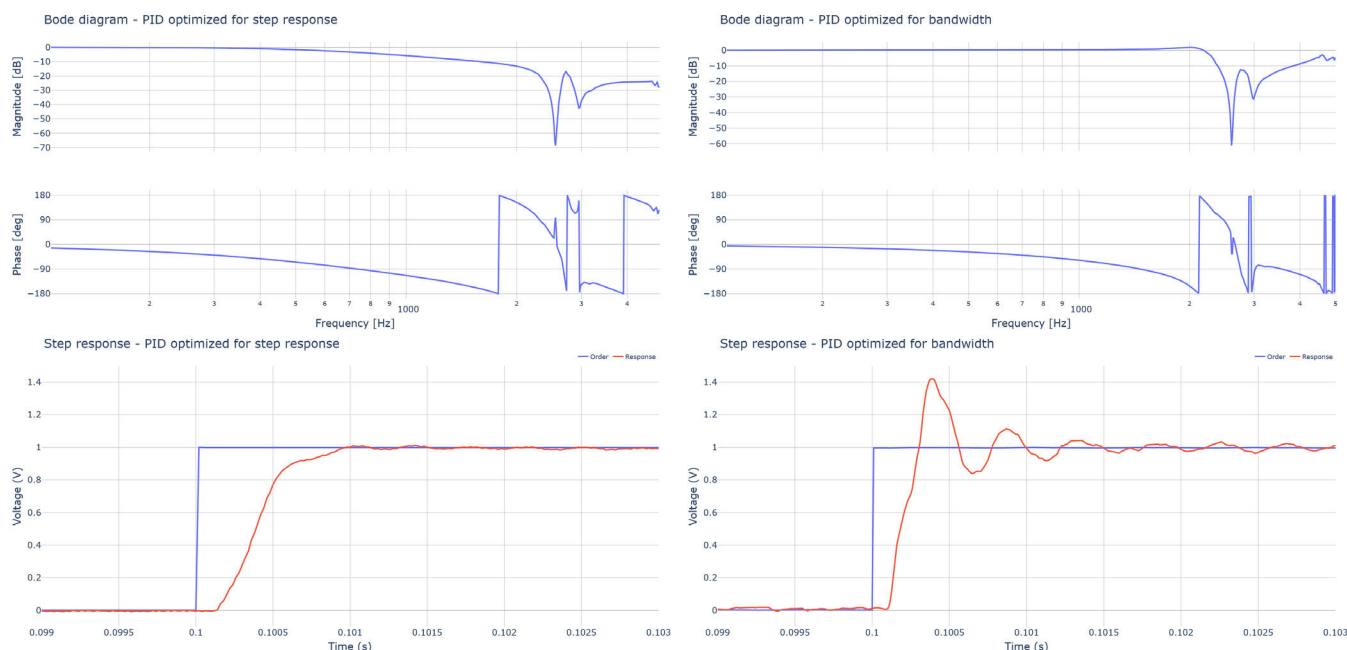 Bode diagram - PID optimized for step response
0
−10
−20
−30
−40
−50
−60
−70
Magnitude [dB]
180
90
0
−90
−180
Phase [deg]
2 3 4 5 6 7 8 9 1000 2 3 4
Frequency [Hz]
Bode diagram - PID optimized for bandwidth
0
−10
−20
−30
−40
−50
−60
Magnitude [dB]
180
90
0
−90
−180
Phase [deg]
2 3 4 5 6 7 8 9 1000 2 3 4 5
Frequency [Hz]
Step response - PID optimized for step response
Order Response
1.4
1.2
1
0.8
0.6
0.4
0.2
0
Voltage (V)
0.099 0.0995 0.1 0.1005 0.101 0.1015 0.102 0.1025 0.103
Time (s)
Step response - PID optimized for bandwidth
Order Response
1.4
1.2
1
0.8
0.6
0.4
0.2
0
Voltage (V)
0.099 0.0995 0.1 0.1005 0.101 0.1015 0.102 0.1025 0.103
Time (s)